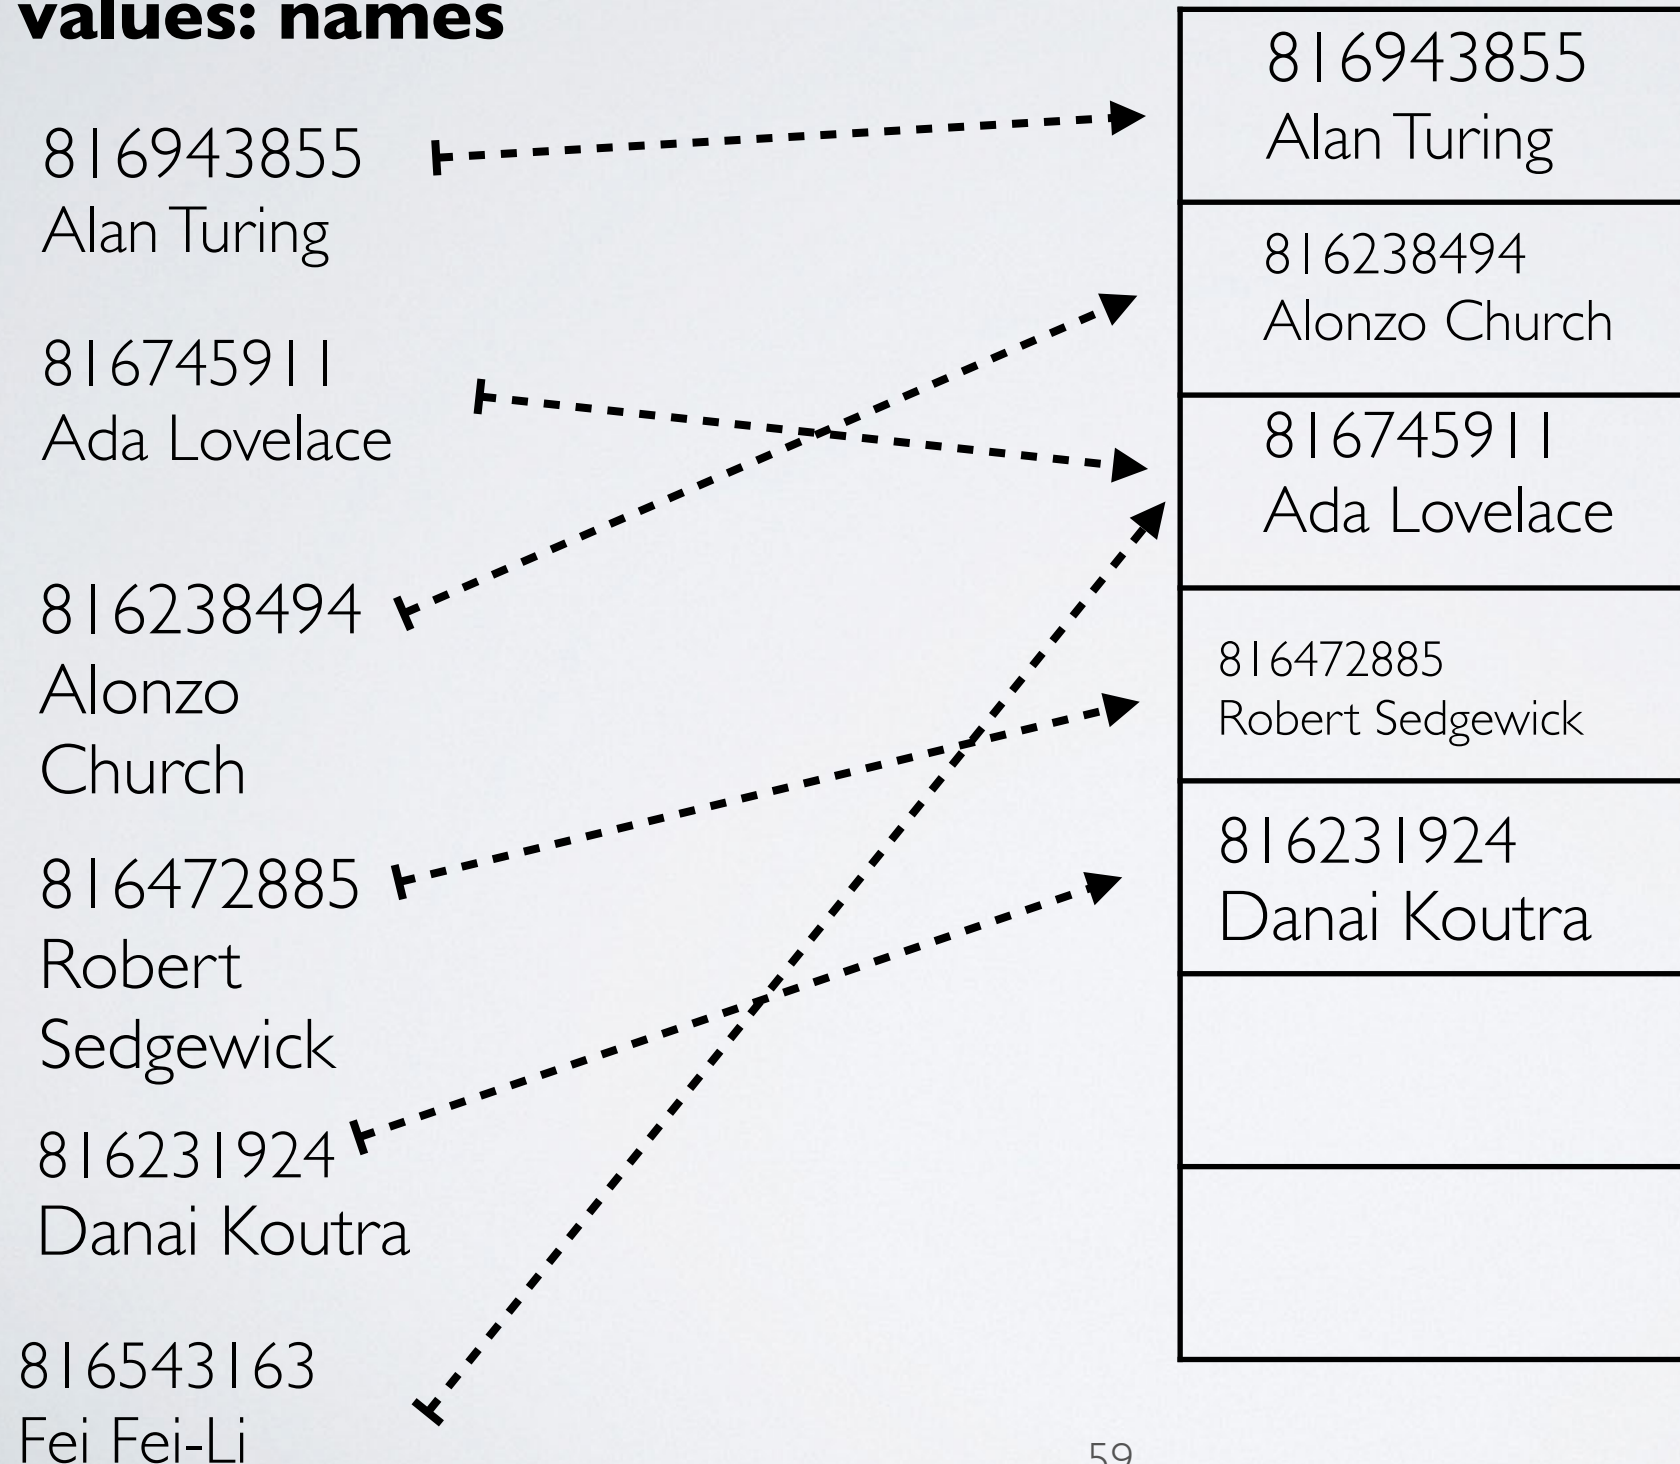 values: names
816943855
Alan Turing
816745911
Ada Lovelace
816238494
Alonzo
Church
816472885
Robert
Sedgewick
816231924
Danai Koutra
816543163
Fei Fei-Li
816943855
Alan Turing
816238494
Alonzo Church
816745911
Ada Lovelace
816472885
Robert Sedgewick
816231924
Danai Koutra
59